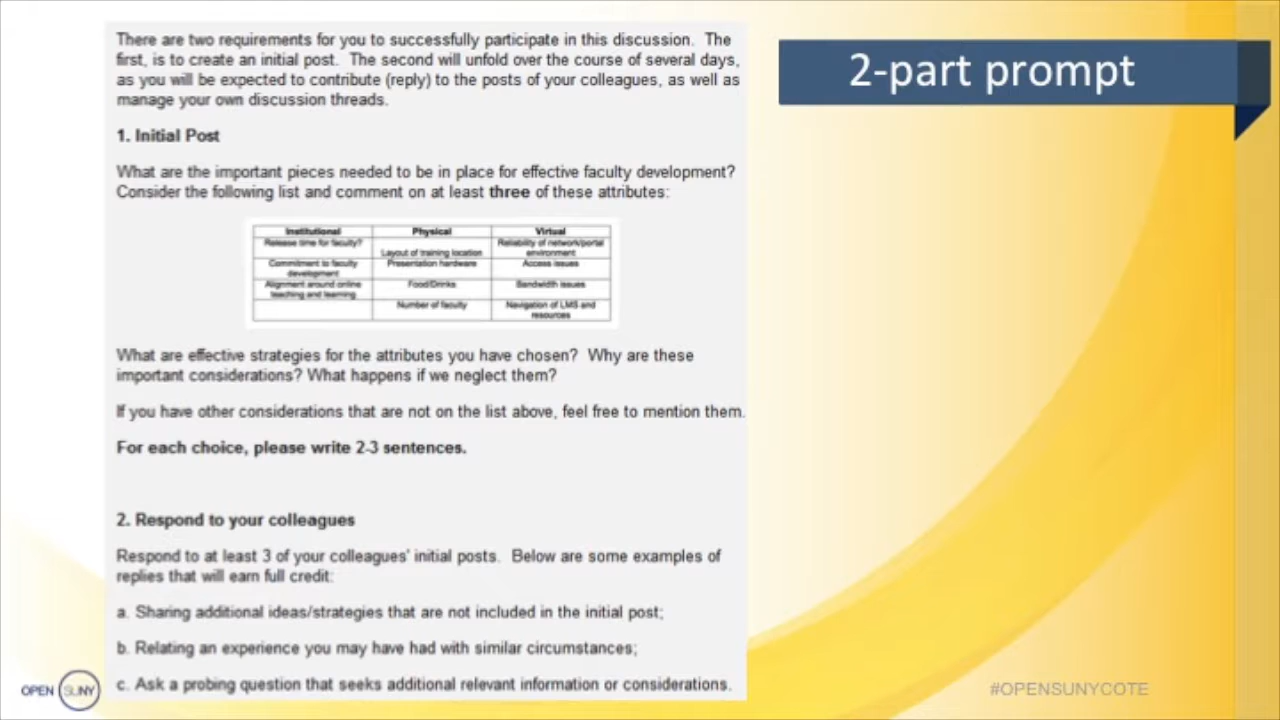 2-part prompt
There are two requirements for you to successfully participate in this discussion. The
first, is to create an initial post. The second will unfold over the course of several days,
as you will be expected to contribute (reply) to the posts of your colleagues, as well as
manage your own discussion threads.
1. Initial Post
What are the important pieces needed to be in place for effective faculty development?
Consider the following list and comment on at least three of these attributes:
Institutional Physical Virtual
Release time for faculty? Layout of training location Reliability of network/portal
environment
Commitment to faculty Presentation hardware Access issues
development
Alignment around online Food/Drinks Bandwidth issues
teaching and learning
Number of faculty Navigation of LMS and
resources
What are effective strategies for the attributes you have chosen? Why are these
important considerations? What happens if we neglect them?
If you have other considerations that are not on the list above, feel free to mention them.
For each choice, please write 2-3 sentences.
2. Respond to your colleagues
Respond to at least 3 of your colleagues' initial posts. Below are some examples of
replies that will earn full credit:
a. Sharing additional ideas/strategies that are not included in the initial post;
b. Relating an experience you may have had with similar circumstances;
c. Ask a probing question that seeks additional relevant information or considerations.
OPEN SUNY
#OPENSUNYCOTE